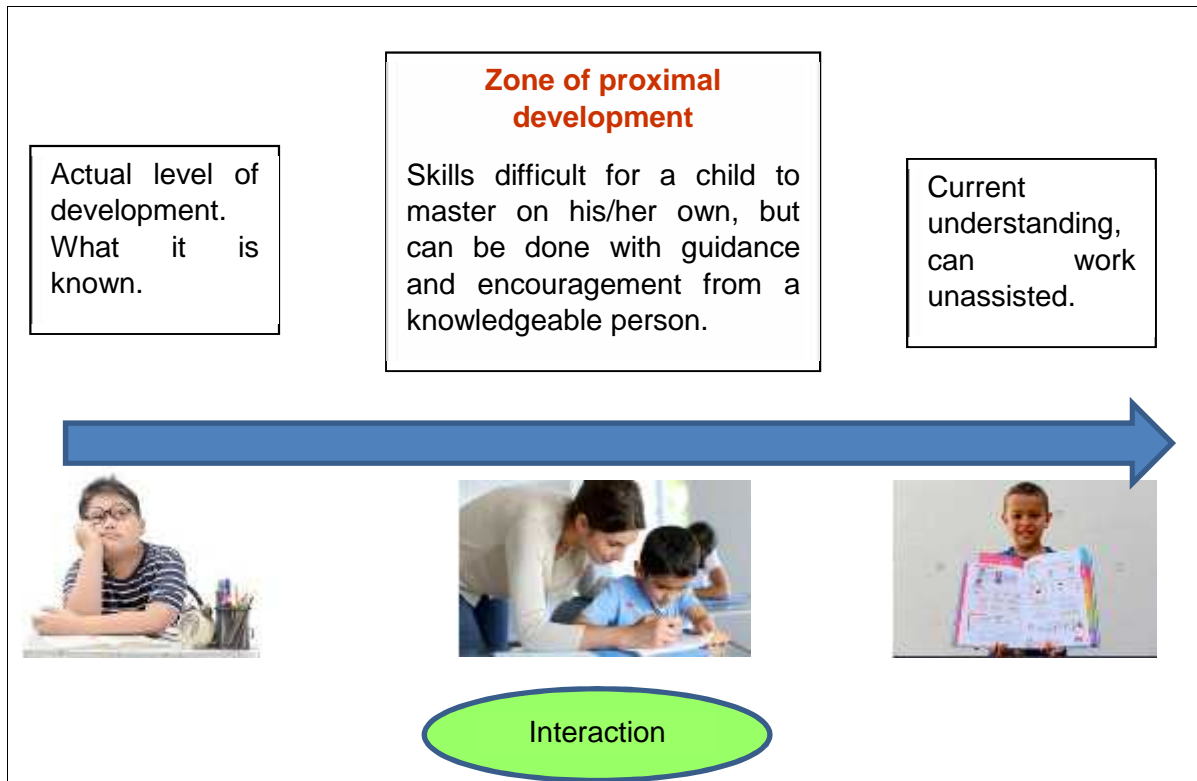 Actual level of
development.
What it is
known.
Zone of proximal
development
Skills difficult for a child to
master on his/her own, but
can be done with guidance
and encouragement from a
knowledgeable person.
Current
understanding,
can work
unassisted.
Interaction